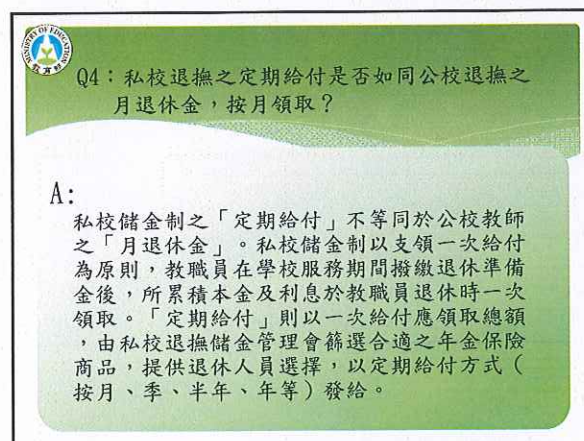 MINISTRY OF EDUCATION
教育部
Q4：私校退撫之定期給付是否如同公校退撫之
月退休金，按月領取？
A:
私校儲金制之「定期給付」不等同於公校教師
之「月退休金」。私校儲金制以支領一次給付
為原則，教職員在學校服務期間撥繳退休準備
金後，所累積本金及利息於教職員退休時一次
領取。「定期給付」則以一次給付應領取總額
，由私校退撫儲金管理會篩選合適之年金保險
商品，提供退休人員選擇，以定期給付方式（
按月、季、半年、年等）發給。